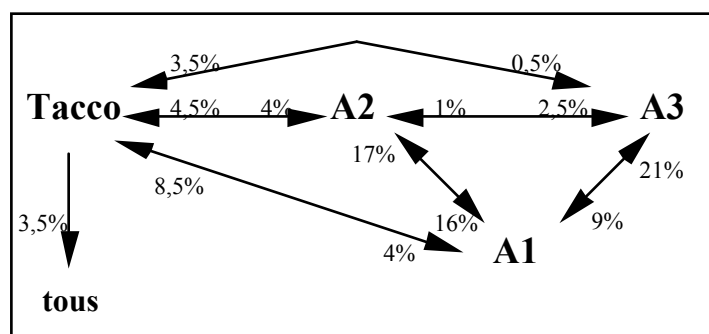 3,5% 0,5%
Tacco 4,5% 4% A2 1% 2,5% A3
17% 21%
8,5%
3,5% 16% 9%
4% A1
tous